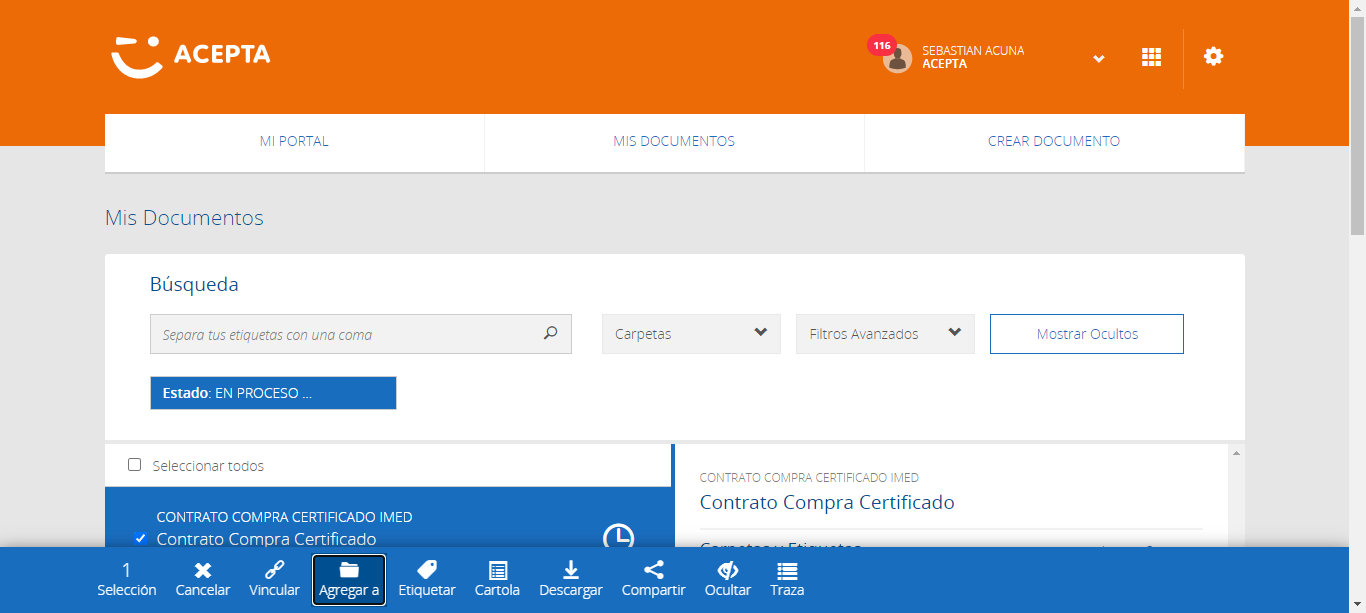 ACEPTA
116
SEBASTIAN ACUNA
ACEPTA
MI PORTAL
MIS DOCUMENTOS
CREAR DOCUMENTO
Mis Documentos
Búsqueda
Separa tus etiquetas con una coma
Carpetas
Filtros Avanzados
Mostrar Ocultos
Estado: EN PROCESO ...
Seleccionar todos
CONTRATO COMPRA CERTIFICADO IMED
Contrato Compra Certificado
CONTRATO COMPRA CERTIFICADO IMED
Contrato Compra Certificado
Carpetas y Etiquetas
1
Selección
Cancelar
Vincular
Agregar a
Etiquetar
Cartola
Descargar
Compartir
Ocultar
Traza